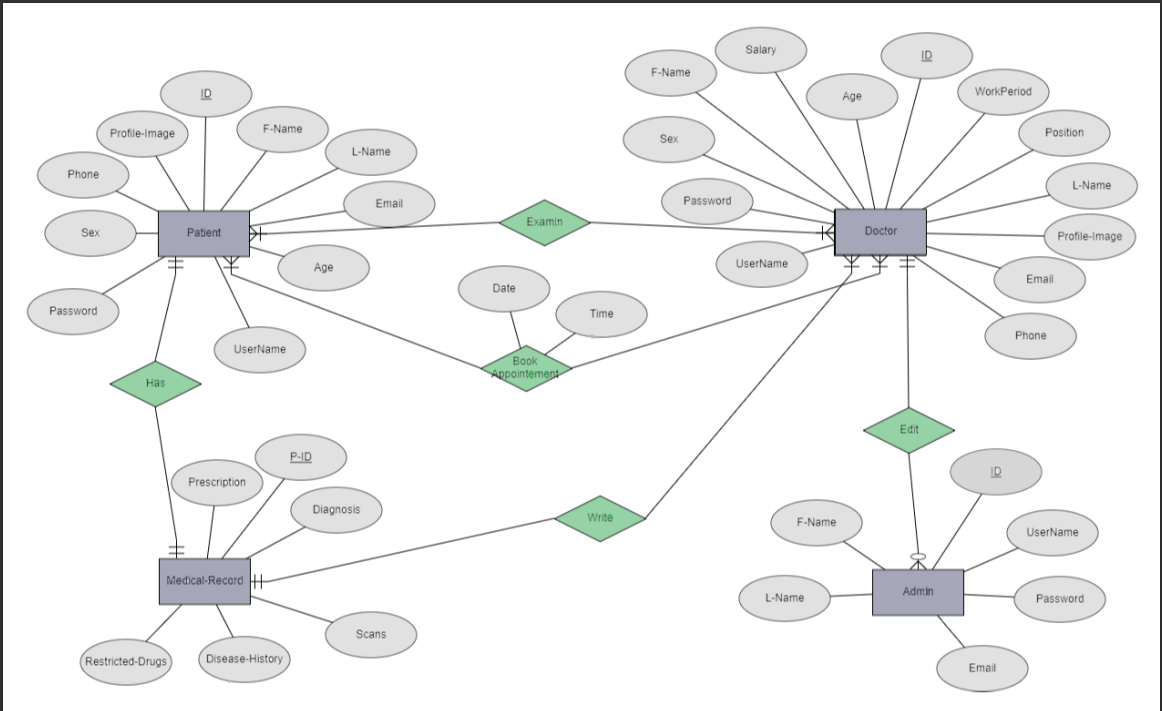 Salary
ID
F-Name
Age
WorkPeriod
ID
Profile-Image
F-Name
Position
Sex
L-Name
Phone
L-Name
Password
Email
Sex
Patient
Examin
Doctor
Profile-Image
UserName
Age
Email
Date
Time
Password
UserName
Phone
Book
Appointement
Has
Edit
P-ID
ID
Prescription
Diagnosis
Write
F-Name
UserName
Medical-Record
Admin
L-Name
Password
Scans
Restricted-Drugs
Disease-History
Email